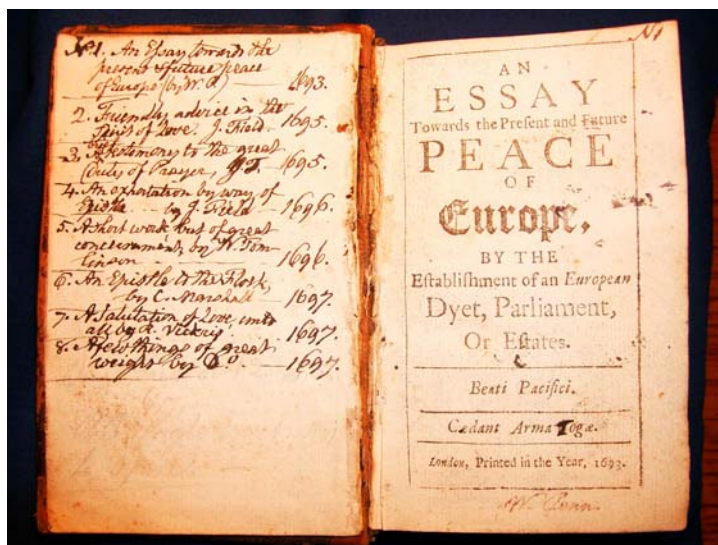 No 1. An Essay towards the
present & future peace
of Europe (by W. P.) — 1693.
2. Friendly advice in the
Spirit of Love. J. Field — 1695.
3. A testimony to the great
Duty of Prayer, — 1695.
4. An exhortation by way of
Epistle — by J. Field — 1696.
5. A short work but of great
concernment, by W. Tom-
linson — 1696.
6. An Epistle to the Flock,
by C. Marshall — 1697.
7. A Salutation of Love, unto
all by R. Vickris — 1697.
8. A few things of great
weight by Do — 1697.
No 1
AN
ESSAY
Towards the Preſent and Future
PEACE
OF
Europe,
BY THE
Eſtabliſhment of an European
Dyet, Parliament,
Or Eſtates.
Beati Pacifici.
Cædant Arma Togæ.
London, Printed in the Year, 1693.
W. Penn.